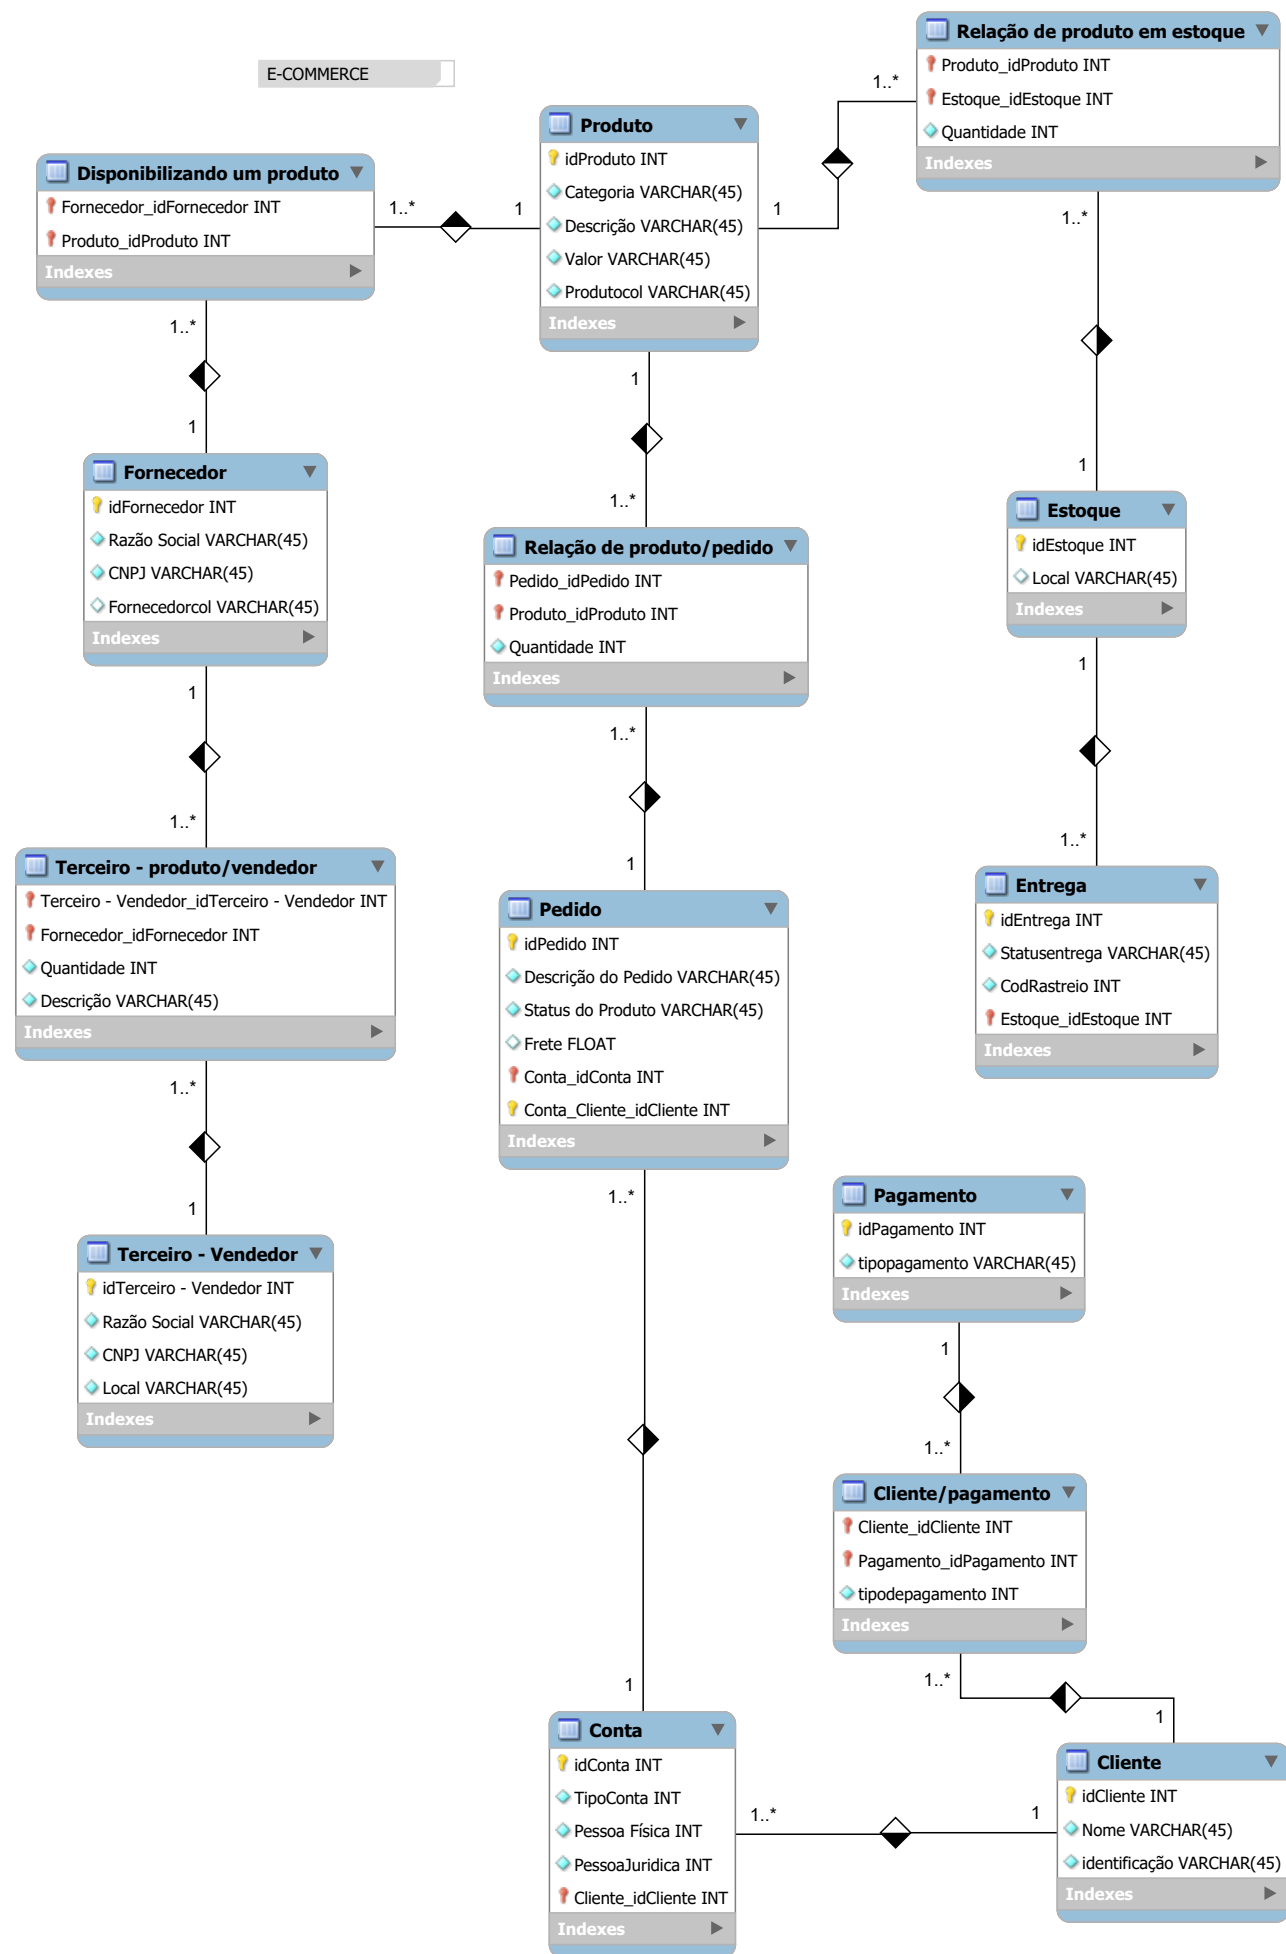 E-COMMERCE
Relação de produto em estoque
Produto_idProduto INT
Estoque_idEstoque INT
Quantidade INT
Indexes
1..*
1..*
Produto
idProduto INT
Categoria VARCHAR(45)
Descrição VARCHAR(45)
Valor VARCHAR(45)
Produtocol VARCHAR(45)
Indexes
1
1
1
Disponibilizando um produto
Fornecedor_idFornecedor INT
Produto_idProduto INT
Indexes
1..*
1..*
1
Fornecedor
idFornecedor INT
Razão Social VARCHAR(45)
CNPJ VARCHAR(45)
Fornecedorcol VARCHAR(45)
Indexes
1
1..*
Relação de produto/pedido
Pedido_idPedido INT
Produto_idProduto INT
Quantidade INT
Indexes
1..*
1
1
Estoque
idEstoque INT
Local VARCHAR(45)
Indexes
1
1..*
Entrega
idEntrega INT
Statusentrega VARCHAR(45)
CodRastreio INT
Estoque_idEstoque INT
Indexes
1..*
Terceiro - produto/vendedor
Terceiro - Vendedor_idTerceiro - Vendedor INT
Fornecedor_idFornecedor INT
Quantidade INT
Descrição VARCHAR(45)
Indexes
1..*
1
Pedido
idPedido INT
Descrição do Pedido VARCHAR(45)
Status do Produto VARCHAR(45)
Frete FLOAT
Conta_idConta INT
Conta_Cliente_idCliente INT
Indexes
1..*
1
Terceiro - Vendedor
idTerceiro - Vendedor INT
Razão Social VARCHAR(45)
CNPJ VARCHAR(45)
Local VARCHAR(45)
Indexes
Pagamento
idPagamento INT
tipopagamento VARCHAR(45)
Indexes
1
1..*
Cliente/pagamento
Cliente_idCliente INT
Pagamento_idPagamento INT
tipodepagamento INT
Indexes
1..*
1
Conta
idConta INT
TipoConta INT
Pessoa Física INT
PessoaJuridica INT
Cliente_idCliente INT
Indexes
1..*
1
Cliente
idCliente INT
Nome VARCHAR(45)
identificação VARCHAR(45)
Indexes